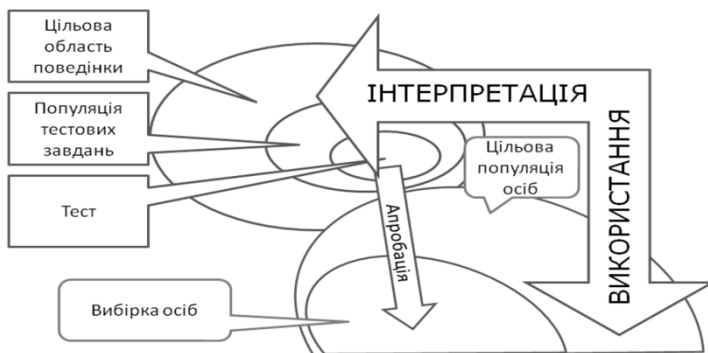 Цільова
область
поведінки
Популяція
тестових
завдань
Тест
ІНТЕРПРЕТАЦІЯ
ВИКОРИСТАННЯ
Цільова
популяція
осіб
Апробація
Вибірка осіб